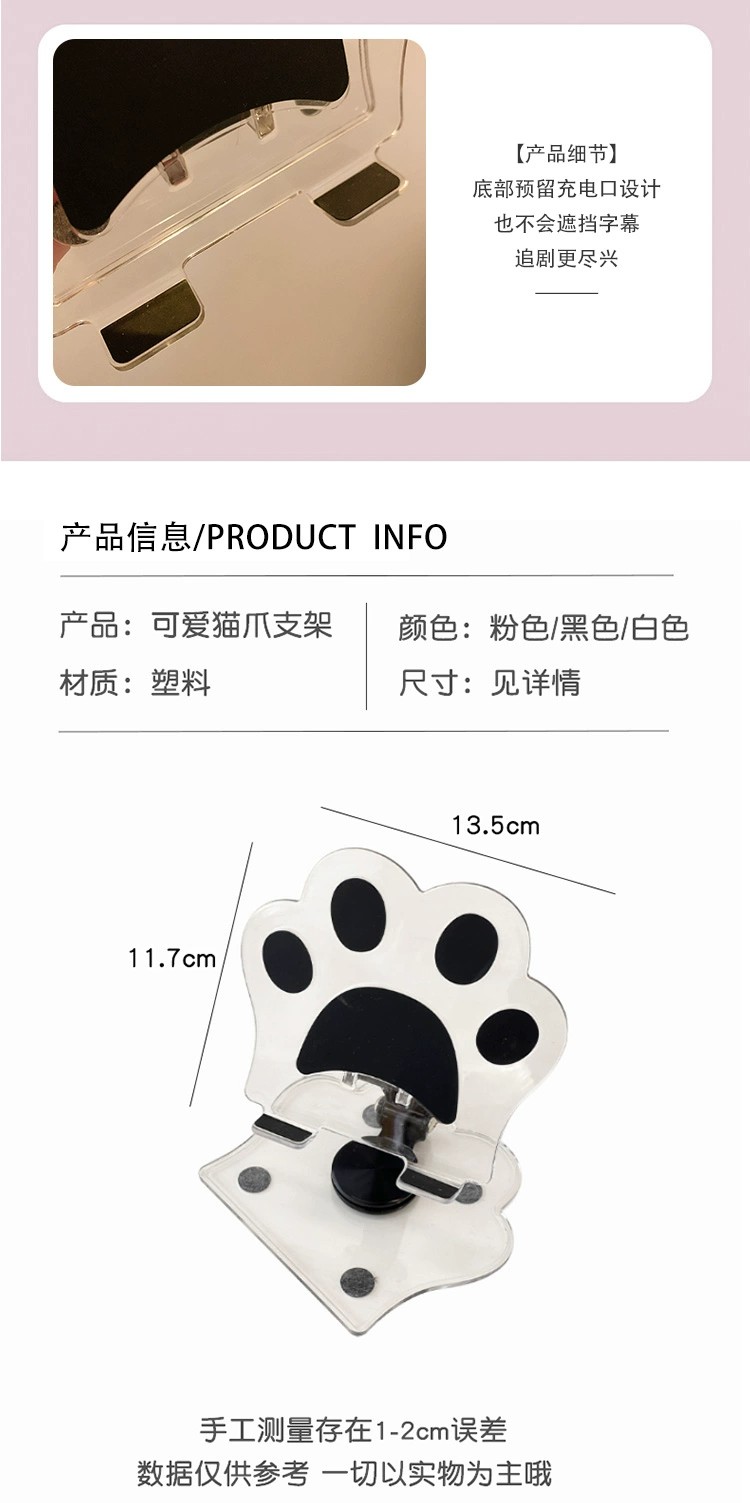 【产品细节】
底部预留充电口设计
也不会遮挡字幕
追剧更尽兴
产品信息/PRODUCT INFO
产品：可爱猫爪支架
颜色：粉色/黑色/白色
材质：塑料
尺寸：见详情
13.5cm
11.7cm
手工测量存在1-2cm误差
数据仅供参考 一切以实物为主哦